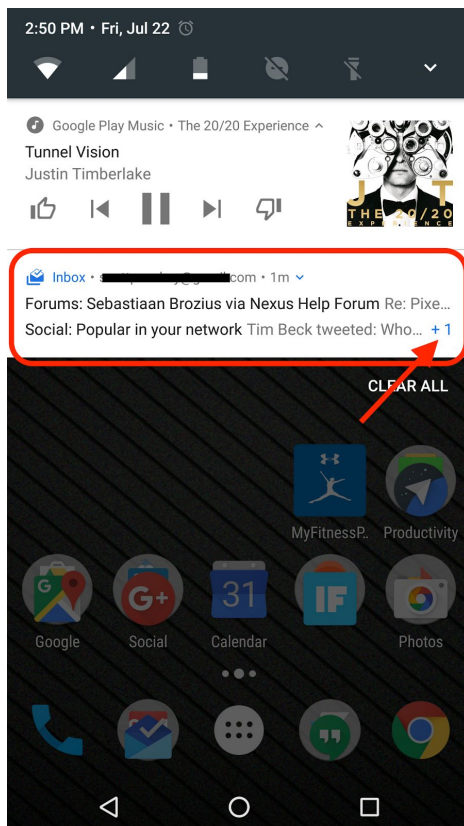 2:50 PM • Fri, Jul 22
Google Play Music • The 20/20 Experience
Tunnel Vision
Justin Timberlake
J T
THE 20/20
EXPERIENCE
Inbox • com • 1m
Forums: Sebastiaan Brozius via Nexus Help Forum Re: Pixe...
Social: Popular in your network Tim Beck tweeted: Who... + 1
CLEAR ALL
MyFitnessP.. Productivity
G G+ 31 IF
Google Social Calendar Photos